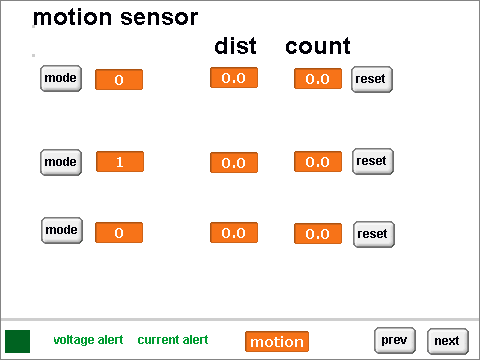 motion sensor
dist count
mode 0 0.0 0.0 reset
mode 1 0.0 0.0 reset
mode 0 0.0 0.0 reset
voltage alert current alert motion prev next